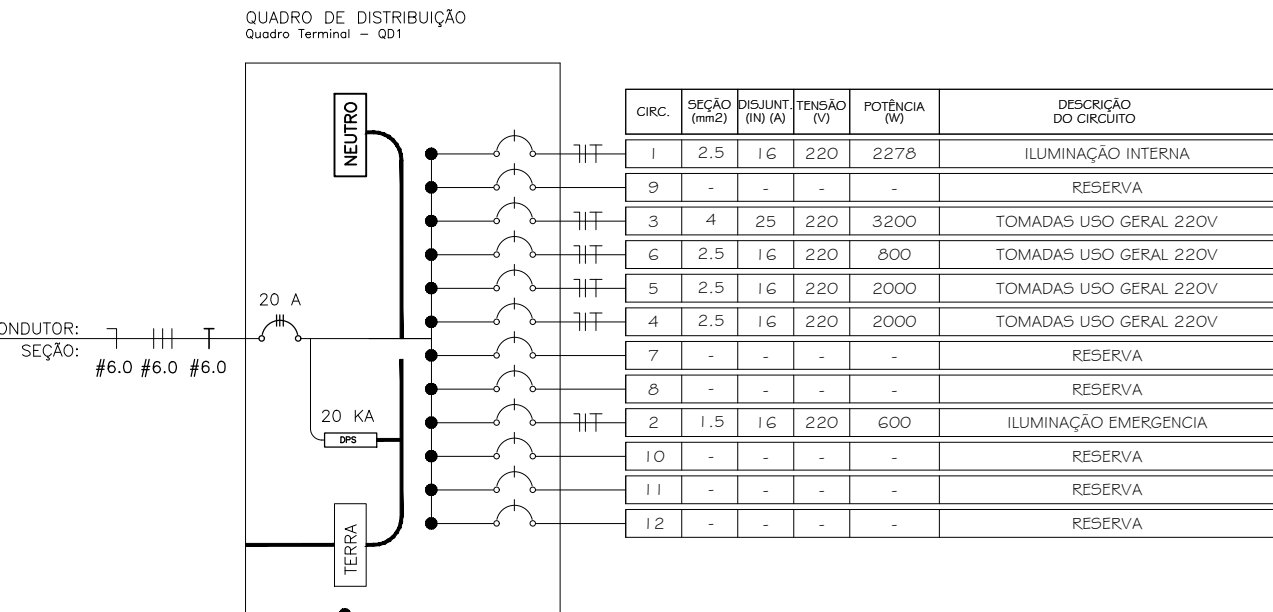 QUADRO DE DISTRIBUIÇÃO
Quadro Terminal – QD1
NEUTRO
20 A
ONDUTOR:
SEÇÃO:
#6.0 #6.0 #6.0
20 KA
DPS
TERRA
CIRC. SEÇÃO (mm2) DISJUNT. (IN) (A) TENSÃO (V) POTÊNCIA (W) DESCRIÇÃO DO CIRCUITO
1 2.5 16 220 2278 ILUMINAÇÃO INTERNA
9 - - - - RESERVA
3 4 25 220 3200 TOMADAS USO GERAL 220V
6 2.5 16 220 800 TOMADAS USO GERAL 220V
5 2.5 16 220 2000 TOMADAS USO GERAL 220V
4 2.5 16 220 2000 TOMADAS USO GERAL 220V
7 - - - - RESERVA
8 - - - - RESERVA
2 1.5 16 220 600 ILUMINAÇÃO EMERGENCIA
10 - - - - RESERVA
11 - - - - RESERVA
12 - - - - RESERVA